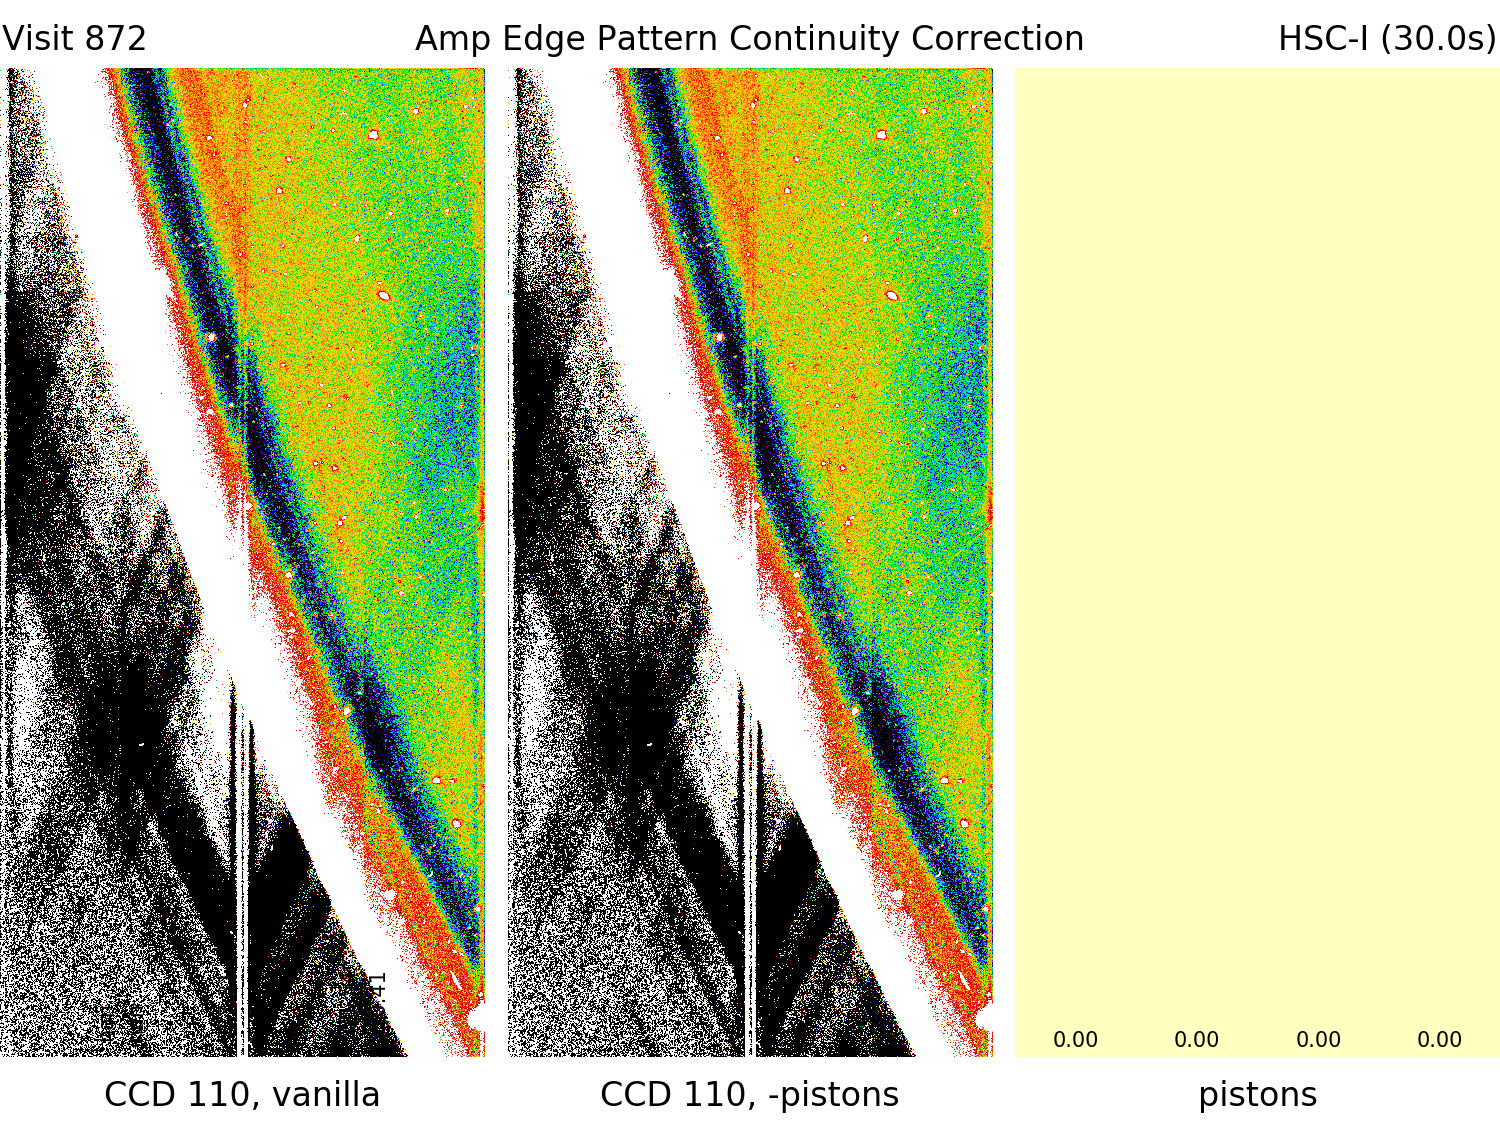 Visit 872
Amp Edge Pattern Continuity Correction
HSC-I (30.0s)
0.00 0.00 0.00 0.00
CCD 110, vanilla
CCD 110, -pistons
pistons